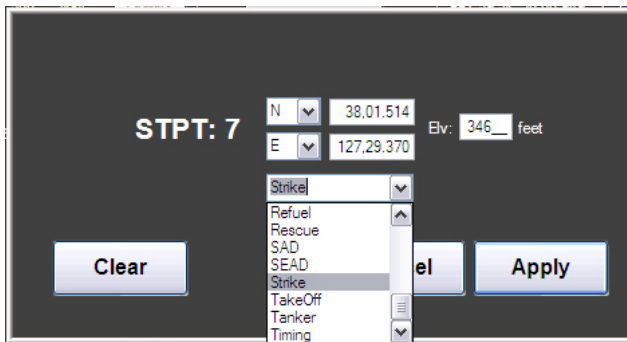 STPT: 7
N 38,01.514
E 127,29.370
Elv: 346__ feet
Strike
Refuel
Rescue
SAD
SEAD
Strike
TakeOff
Tanker
Timing
Clear
el
Apply